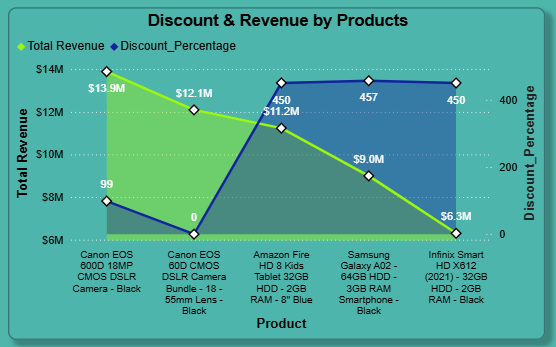 Discount & Revenue by Products
Total Revenue Discount_Percentage
$14M
$12M
$10M
$8M
$6M
Total Revenue
$13.9M
$12.1M
$11.2M
$9.0M
$6.3M
99
0
450
457
450
400
200
0
Discount_Percentage
Canon EOS
600D 18MP
CMOS DSLR
Camera - Black
Canon EOS
60D CMOS
DSLR Camera
Bundle - 18 -
55mm Lens -
Black
Amazon Fire
HD 8 Kids
Tablet 32GB
HDD - 2GB
RAM - 8" Blue
Samsung
Galaxy A02 -
64GB HDD -
3GB RAM
Smartphone -
Black
Infinix Smart
HD X612
(2021) - 32GB
HDD - 2GB
RAM - Black
Product